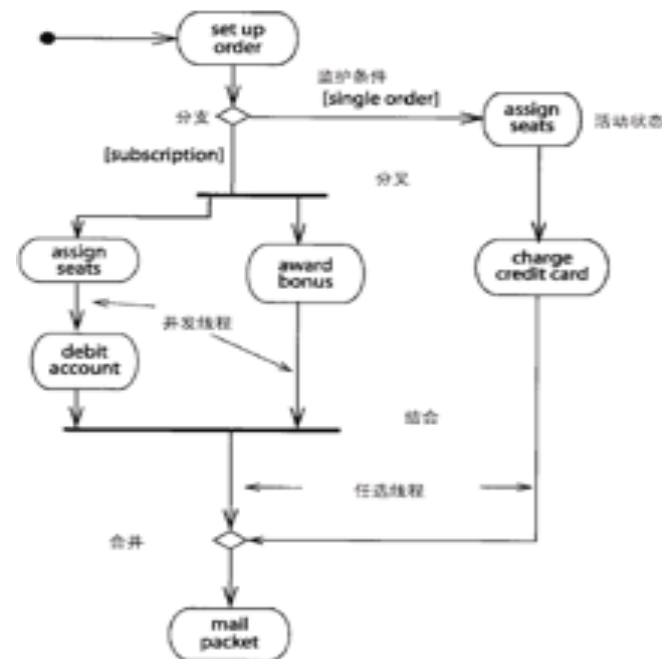 set up
order
监护条件
[single order]
分支
assign
seats
活动状态
[subscription]
分叉
assign
seats
award
bonus
charge
credit card
并发线程
debit
account
结合
任选线程
合并
mail
packet